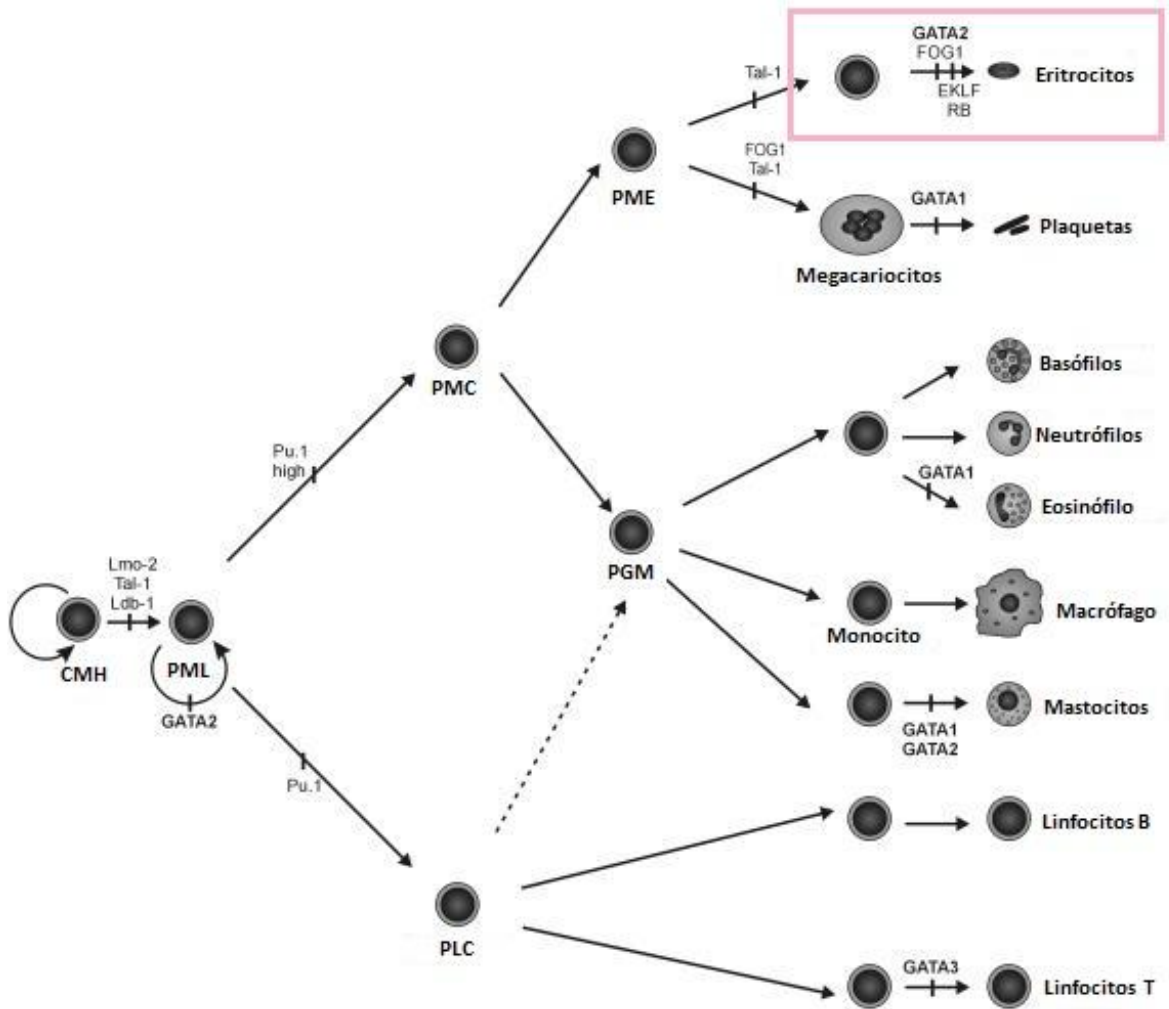 GATA2
FOG1
Tal-1
Eritrocitos
EKLF
RB
FOG1
Tal-1
PME
GATA1
Plaquetas
Megacariocitos
Basófilos
PMC
Neutrófilos
Pu.1
high
GATA1
Eosinófilo
PGM
Lmo-2
Tal-1
Ldb-1
Monocito
Macrófago
CMH
PML
GATA2
Mastocitos
GATA1
GATA2
Pu.1
Linfocitos B
PLC
GATA3
Linfocitos T